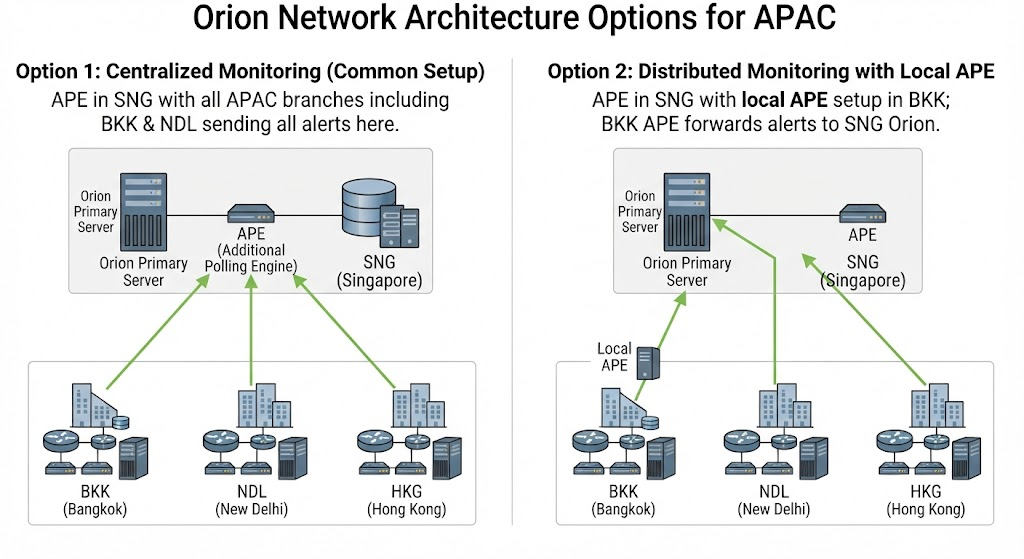 Orion Network Architecture Options for APAC
Option 1: Centralized Monitoring (Common Setup)
APE in SNG with all APAC branches including
BKK & NDL sending all alerts here.
Orion
Primary
Server
Orion Primary
Server
APE
(Additional
Polling Engine)
SNG
(Singapore)
BKK
(Bangkok)
NDL
(New Delhi)
HKG
(Hong Kong)
Option 2: Distributed Monitoring with Local APE
APE in SNG with local APE setup in BKK;
BKK APE forwards alerts to SNG Orion.
Orion
Primary
Server
Orion Primary
Server
APE
SNG
(Singapore)
Local
APE
BKK
(Bangkok)
NDL
(New Delhi)
HKG
(Hong Kong)